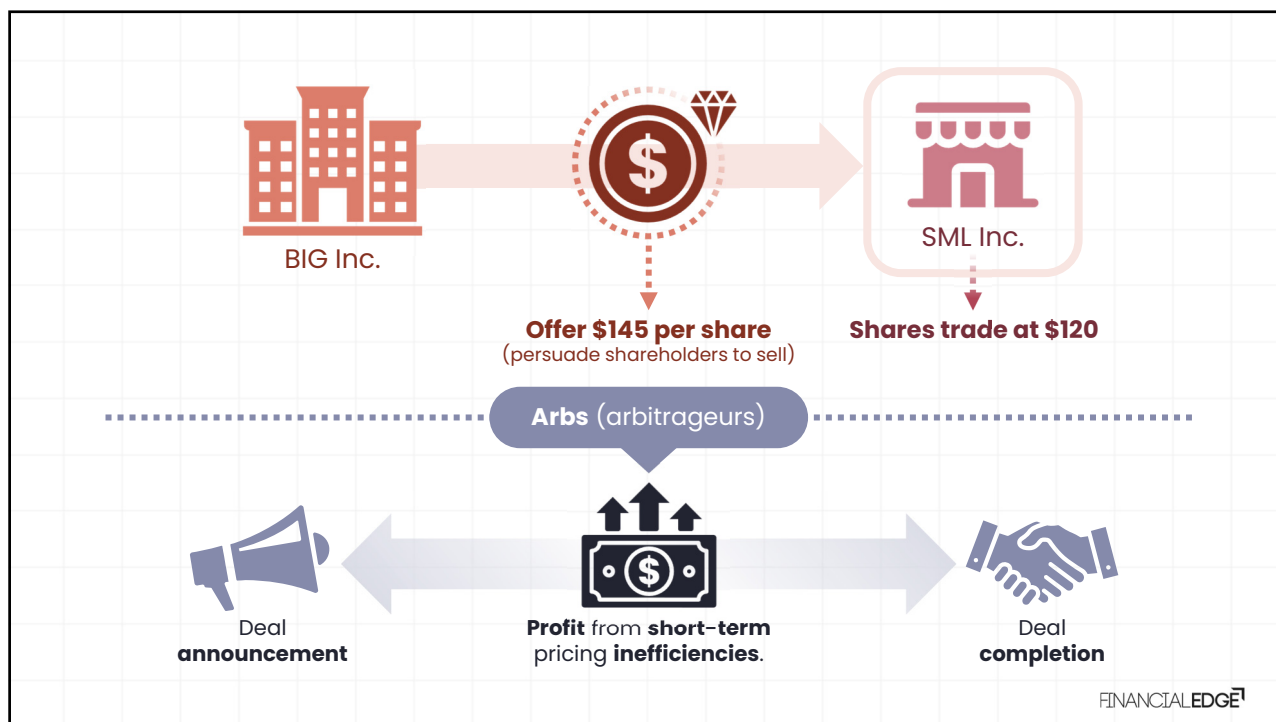 BIG Inc.
$
SML Inc.
Offer $145 per share
(persuade shareholders to sell)
Shares trade at $120
Arbs (arbitrageurs)
$
Deal
announcement
Profit from short-term
pricing inefficiencies.
Deal
completion
FINANCIALEDGE